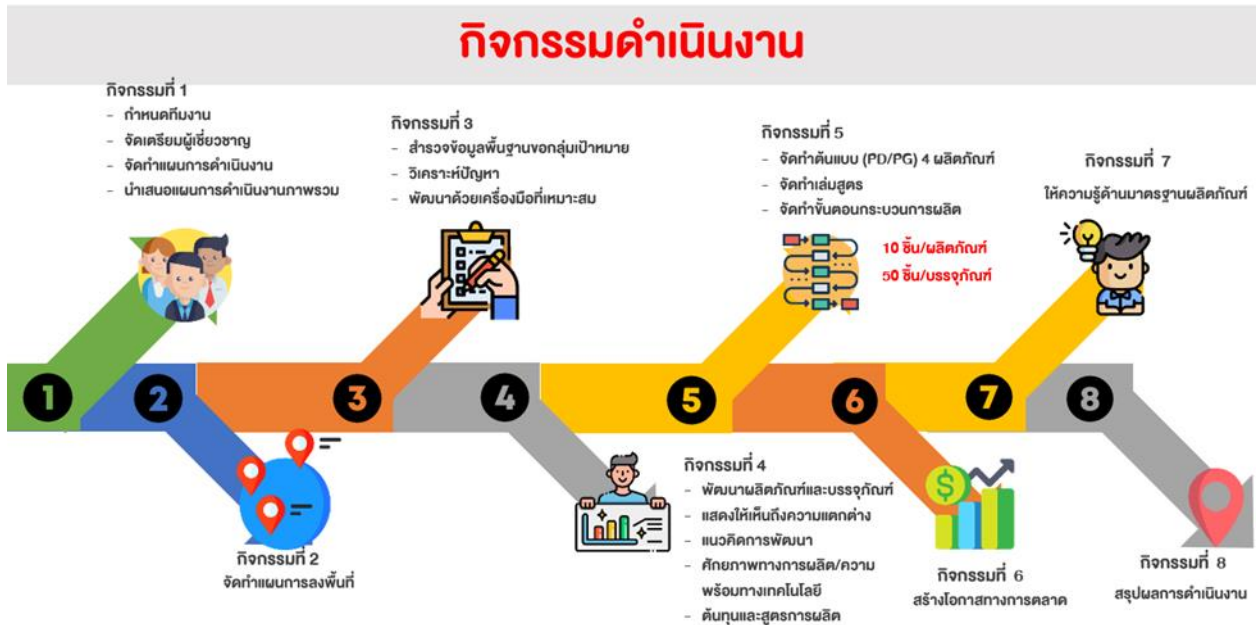 กิจกรรมดำเนินงาน
กิจกรรมที่ 1
- กำหนดทีมงาน
- จัดเตรียมผู้เชี่ยวชาญ
- จัดทำแผนการดำเนินงาน
- นำเสนอแผนการดำเนินงานภาพรวม
กิจกรรมที่ 3
- สำรวจข้อมูลพื้นฐานขอกลุ่มเป้าหมาย
- วิเคราะห์ปัญหา
- พัฒนาด้วยเครื่องมือที่เหมาะสม
กิจกรรมที่ 5
- จัดทำต้นแบบ (PD/PG) 4 ผลิตภัณฑ์
- จัดทำเล่มสูตร
- จัดทำขั้นตอนกระบวนการผลิต
10 ชิ้น/ผลิตภัณฑ์
50 ชิ้น/บรรจุภัณฑ์
กิจกรรมที่ 7
ให้ความรู้ด้านมาตรฐานผลิตภัณฑ์
1
2
3
4
5
6
7
8
กิจกรรมที่ 2
จัดทำแผนการลงพื้นที่
กิจกรรมที่ 4
- พัฒนาผลิตภัณฑ์และบรรจุภัณฑ์
- แสดงให้เห็นถึงความแตกต่าง
- แนวคิดการพัฒนา
- ศักยภาพทางการผลิต/ความ
พร้อมทางเทคโนโลยี
- ต้นทุนและสูตรการผลิต
$
กิจกรรมที่ 6
สร้างโอกาสทางการตลาด
กิจกรรมที่ 8
สรุปผลการดำเนินงาน